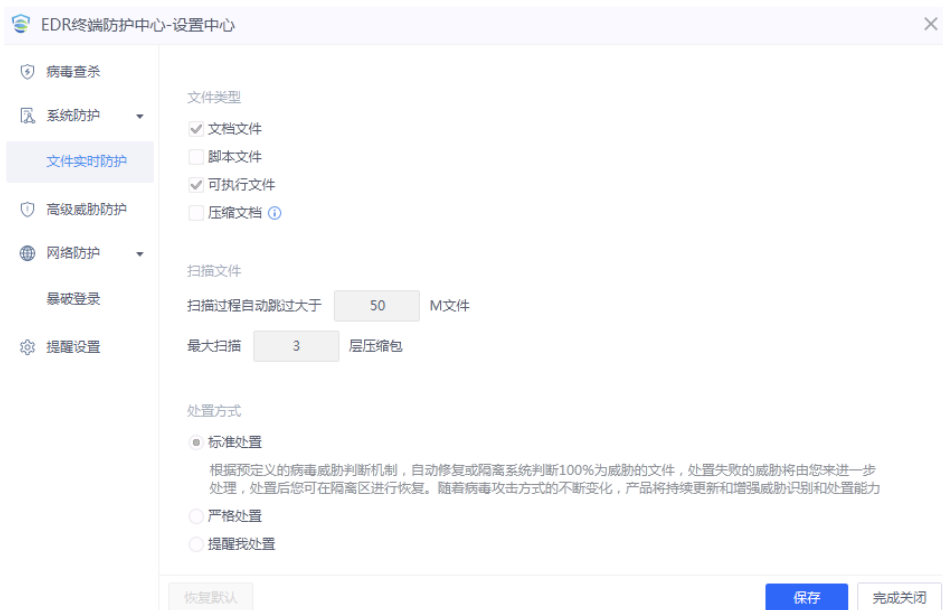 EDR终端防护中心-设置中心
病毒查杀
系统防护
文件实时防护
高级威胁防护
网络防护
暴破登录
提醒设置
文件类型
文档文件
脚本文件
可执行文件
压缩文档
扫描文件
扫描过程自动跳过大于 50 M文件
最大扫描 3 层压缩包
处置方式
标准处置
根据预定义的病毒威胁判断机制，自动修复或隔离系统判断100%为威胁的文件，处置失败的威胁将由您来进一步
处理，处置后您可在隔离区进行恢复。随着病毒攻击方式的不断变化，产品将持续更新和增强威胁识别和处置能力
严格处置
提醒我处置
恢复默认 保存 完成关闭